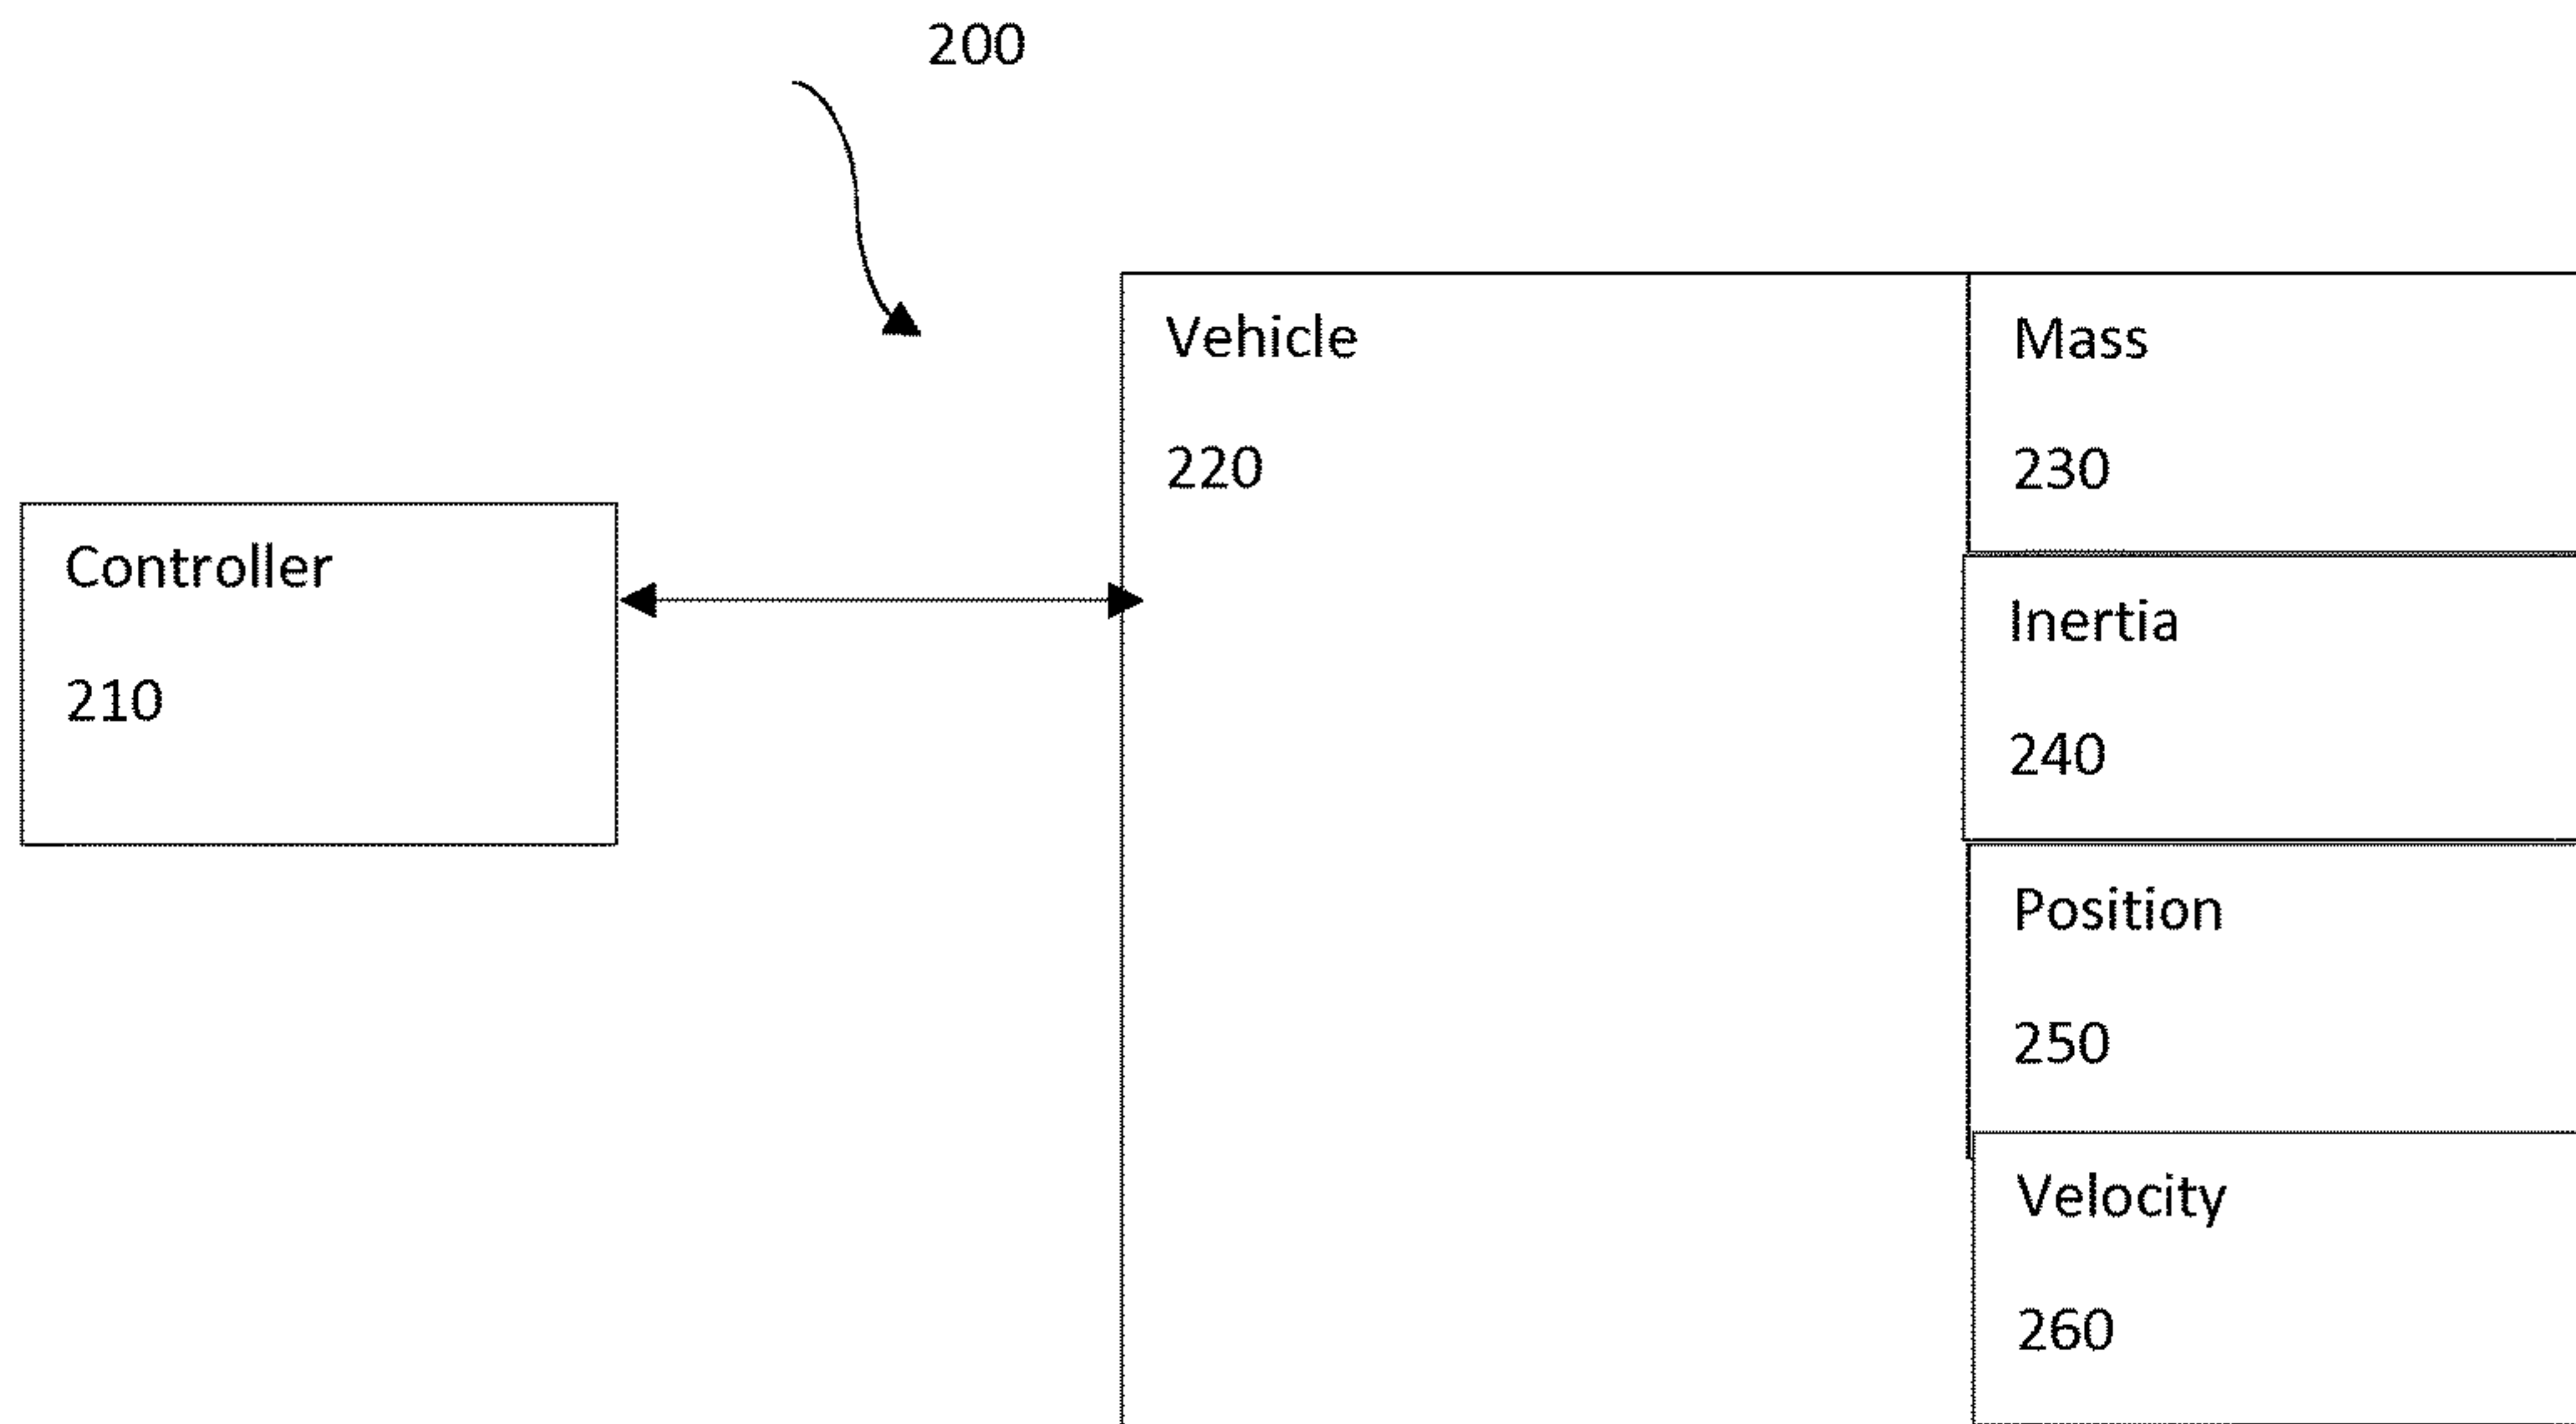 200
Vehicle
220
Mass
230
Controller
210
Inertia
240
Position
250
Velocity
260